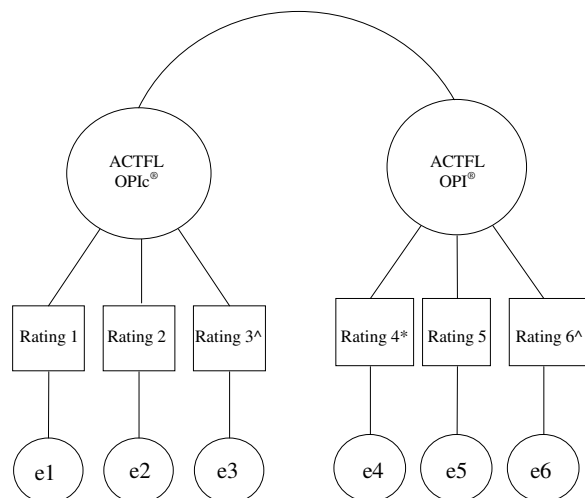 ACTFL
OPIc®
ACTFL
OPI®
Rating 1
Rating 2
Rating 3^
Rating 4*
Rating 5
Rating 6^
e1
e2
e3
e4
e5
e6